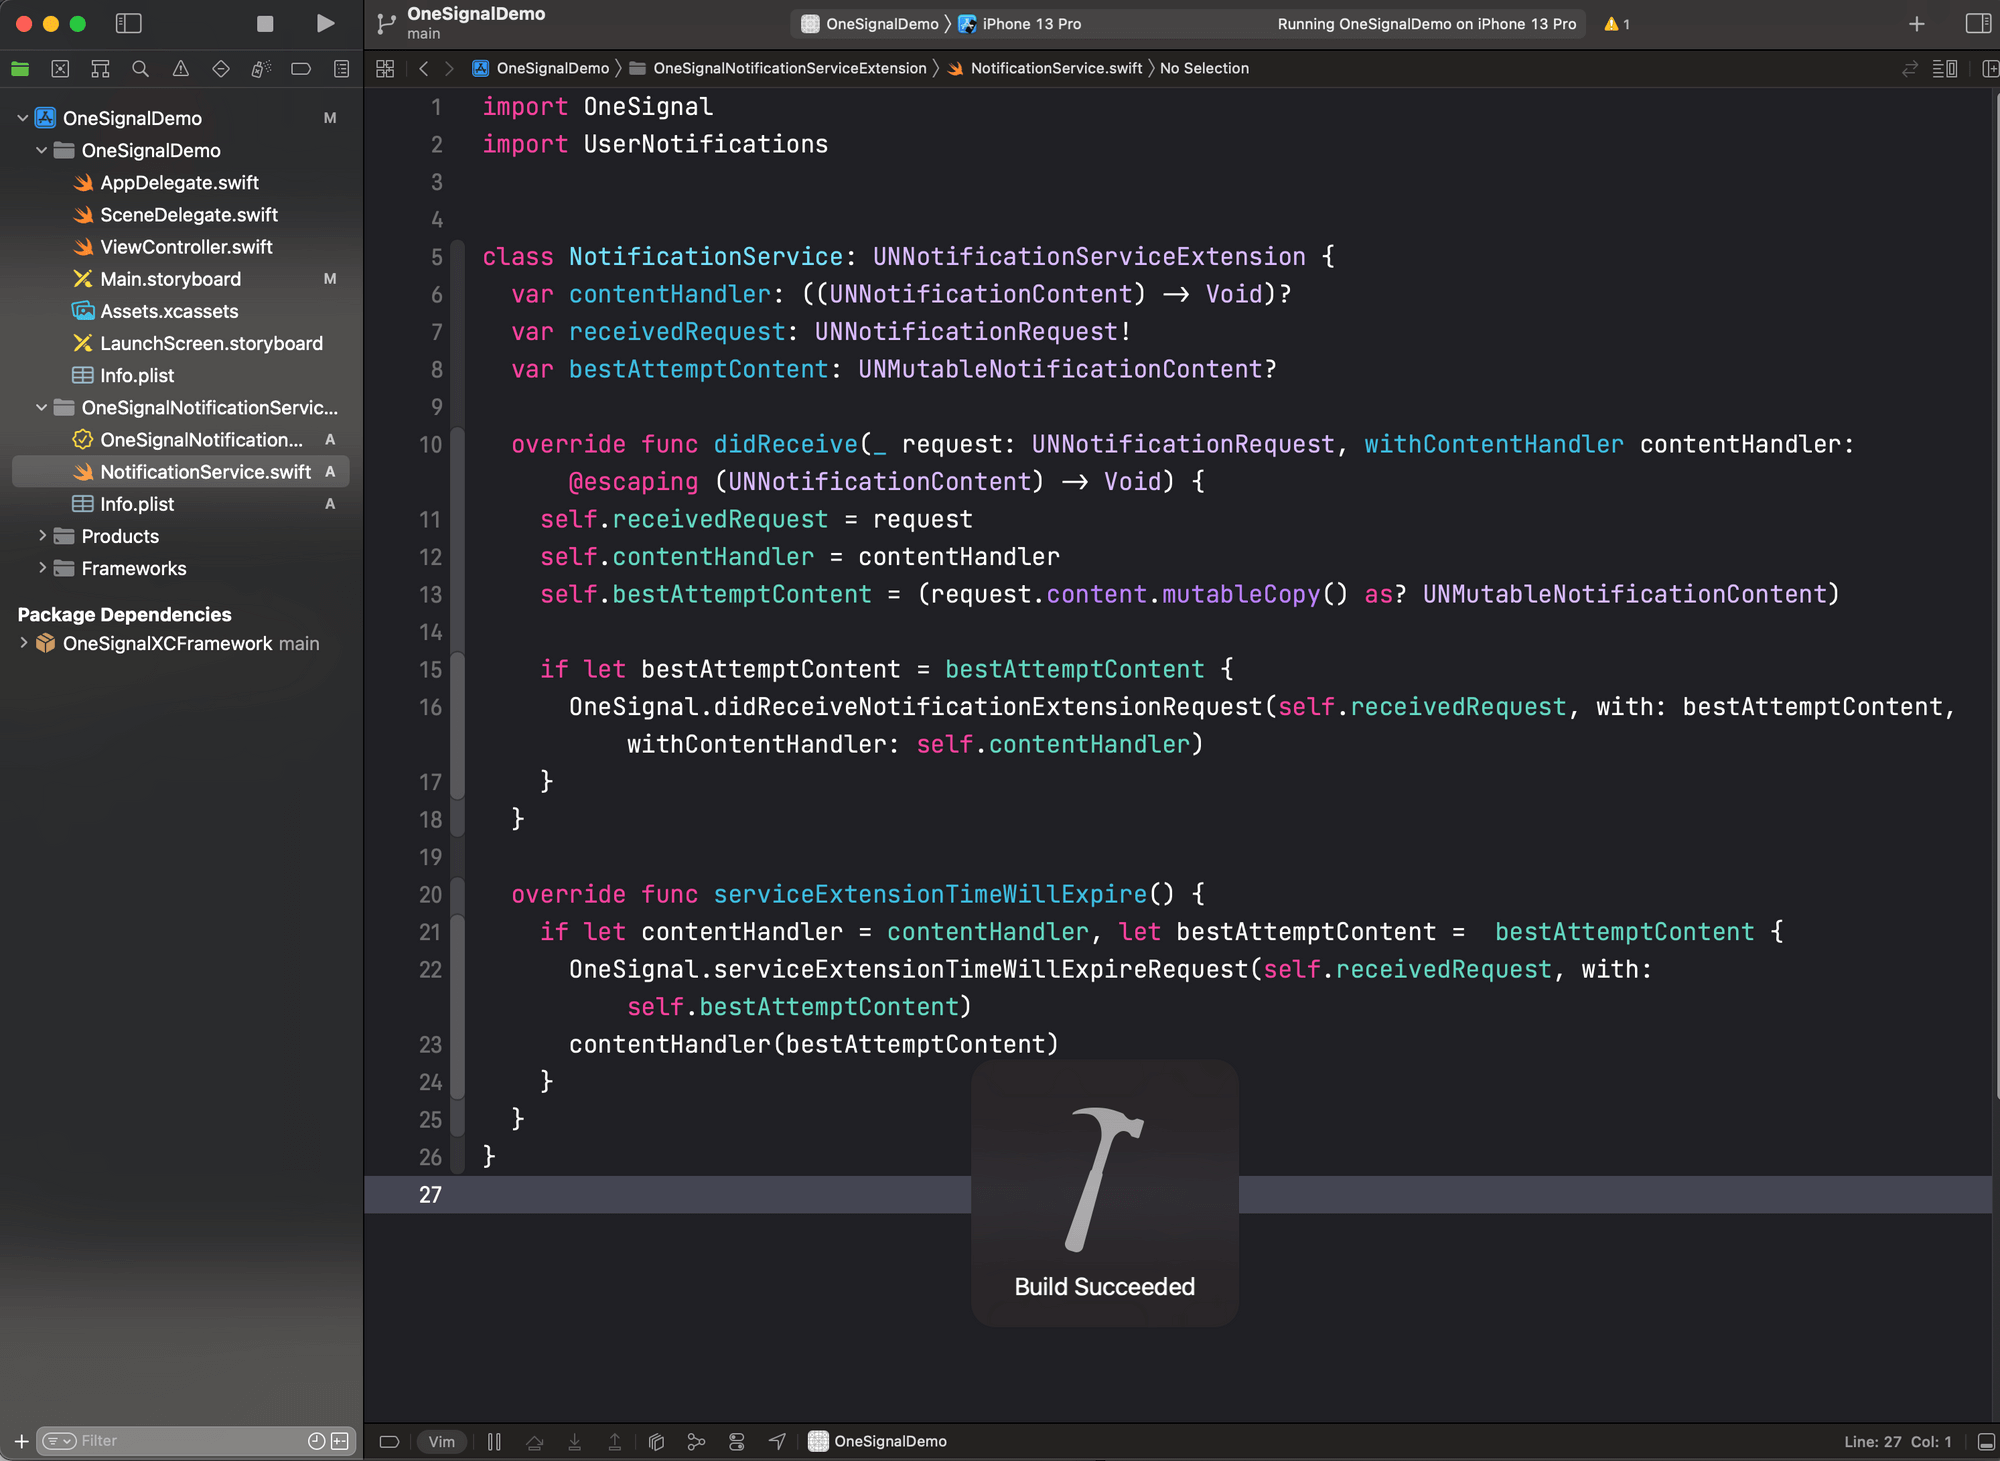 OneSignalDemo
main
OneSignalDemo 〉 iPhone 13 Pro
Running OneSignalDemo on iPhone 13 Pro
1
OneSignalDemo 〉 OneSignalNotificationServiceExtension 〉 NotificationService.swift 〉 No Selection
OneSignalDemo M
OneSignalDemo
AppDelegate.swift
SceneDelegate.swift
ViewController.swift
Main.storyboard M
Assets.xcassets
LaunchScreen.storyboard
Info.plist
OneSignalNotificationServic...
OneSignalNotification... A
NotificationService.swift A
Info.plist A
Products
Frameworks
Package Dependencies
OneSignalXCFramework main
1 import OneSignal
2 import UserNotifications
3
4
5 class NotificationService: UNNotificationServiceExtension {
6 var contentHandler: ((UNNotificationContent) -> Void)?
7 var receivedRequest: UNNotificationRequest!
8 var bestAttemptContent: UNMutableNotificationContent?
9
10 override func didReceive(_ request: UNNotificationRequest, withContentHandler contentHandler:
@escaping (UNNotificationContent) -> Void) {
11 self.receivedRequest = request
12 self.contentHandler = contentHandler
13 self.bestAttemptContent = (request.content.mutableCopy() as? UNMutableNotificationContent)
14
15 if let bestAttemptContent = bestAttemptContent {
16 OneSignal.didReceiveNotificationExtensionRequest(self.receivedRequest, with: bestAttemptContent,
withContentHandler: self.contentHandler)
17 }
18 }
19
20 override func serviceExtensionTimeWillExpire() {
21 if let contentHandler = contentHandler, let bestAttemptContent =  bestAttemptContent {
22 OneSignal.serviceExtensionTimeWillExpireRequest(self.receivedRequest, with:
self.bestAttemptContent)
23 contentHandler(bestAttemptContent)
24 }
25 }
26 }
27
Build Succeeded
Filter
Vim
OneSignalDemo
Line: 27 Col: 1